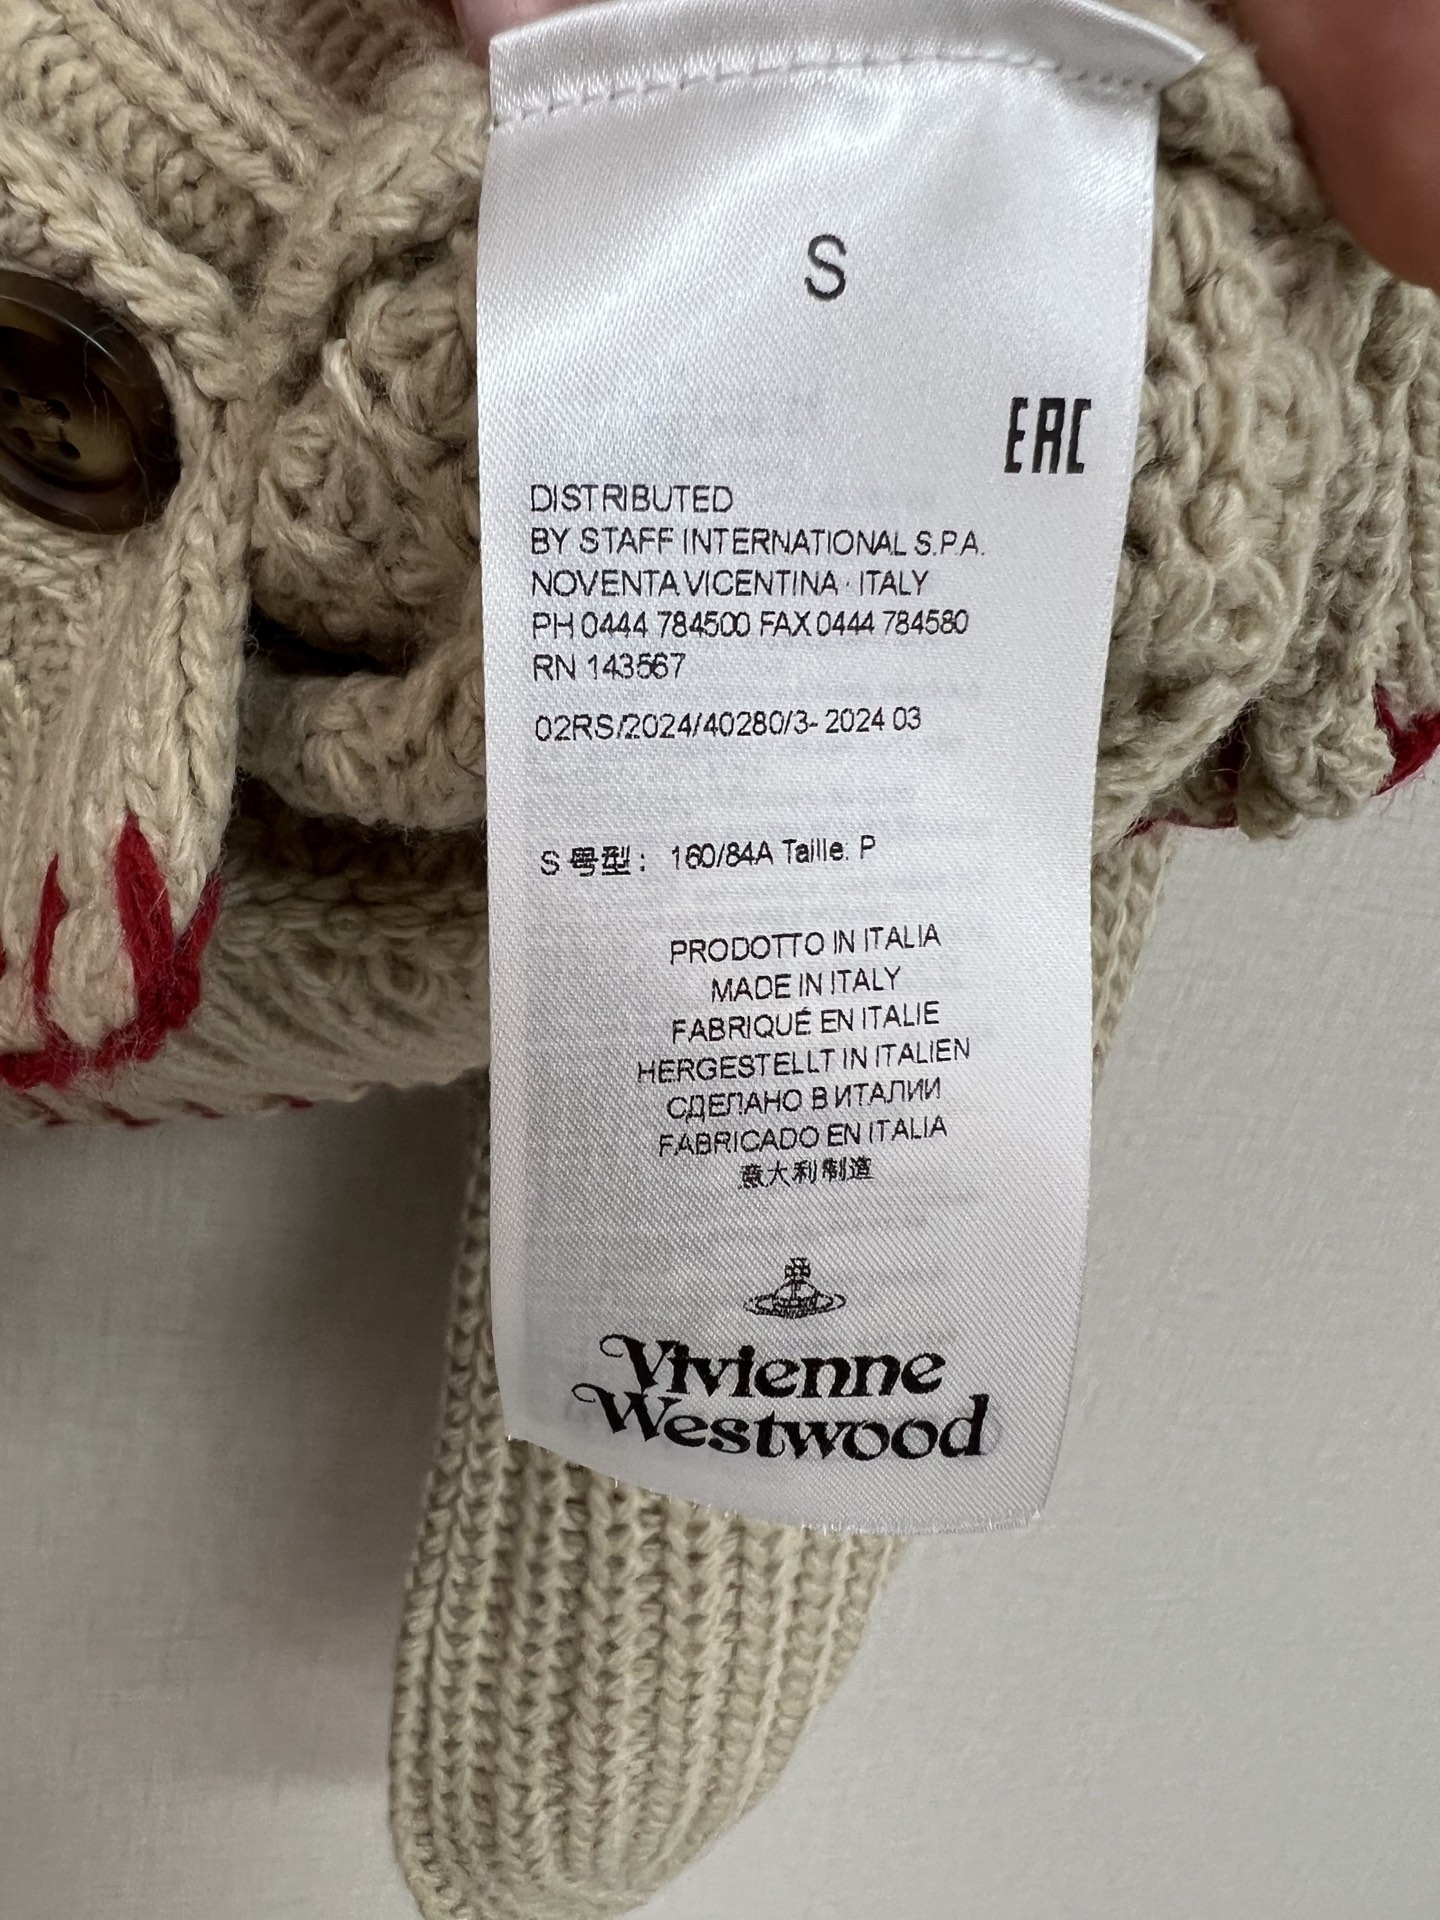 S
EAC
DISTRIBUTED
BY STAFF INTERNATIONAL S.P.A.
NOVENTA VICENTINA · ITALY
PH 0444 784500 FAX 0444 784580
RN 143567
02RS/2024/40280/3- 2024 03
S 号型: 160/84A Taille: P
PRODOTTO IN ITALIA
MADE IN ITALY
FABRIQUÉ EN ITALIE
HERGESTELLT IN ITALIEN
СДЕЛАНО В ИТАЛИИ
FABRICADO EN ITALIA
意大利制造
Vivienne
Westwood